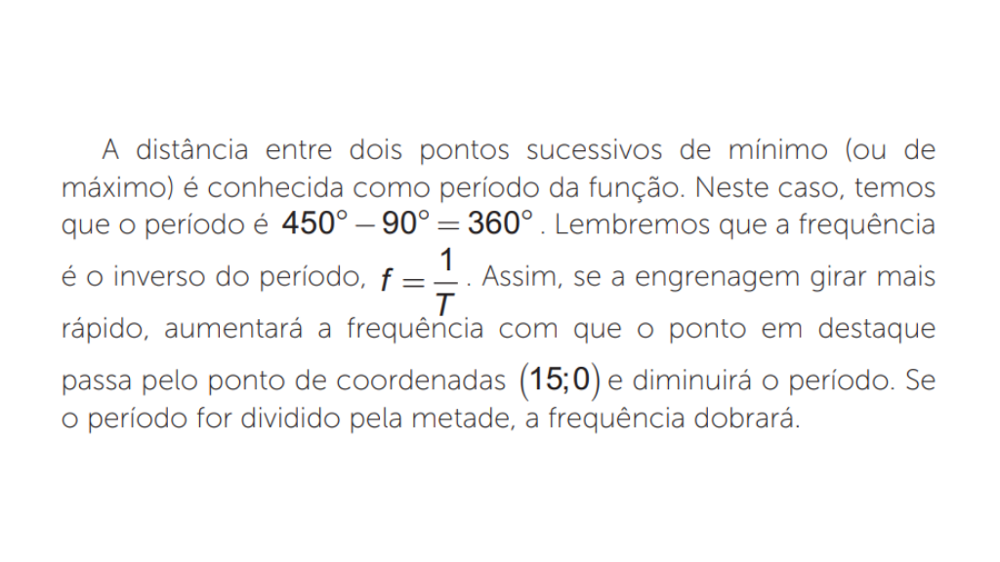 A distância entre dois pontos sucessivos de mínimo (ou de
máximo) é conhecida como período da função. Neste caso, temos
que o período é 450° – 90° = 360° . Lembremos que a frequência
é o inverso do período, f = 1/T . Assim, se a engrenagem girar mais
rápido, aumentará a frequência com que o ponto em destaque
passa pelo ponto de coordenadas (15;0) e diminuirá o período. Se
o período for dividido pela metade, a frequência dobrará.